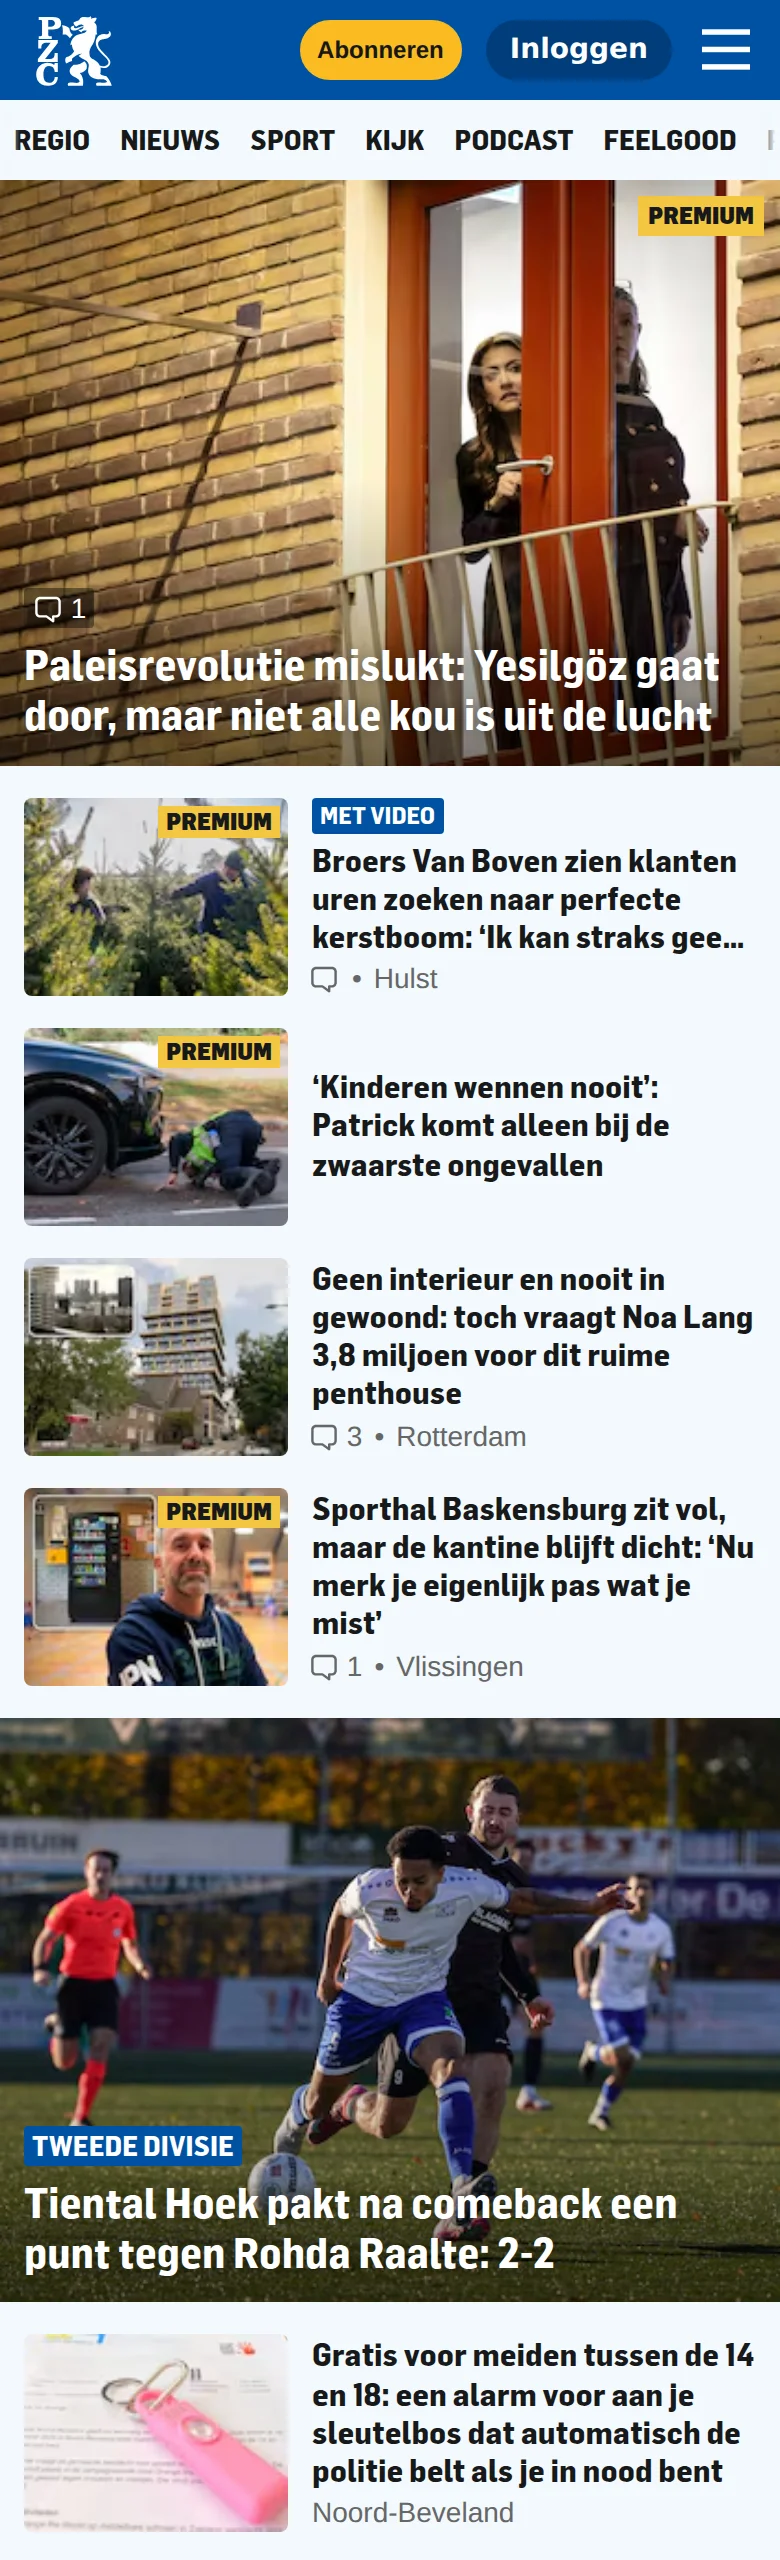 PZC
Abonneren
Inloggen
REGIO NIEUWS SPORT KIJK PODCAST FEELGOOD
PREMIUM
1
Paleisrevolutie mislukt: Yesilgöz gaat
door, maar niet alle kou is uit de lucht
PREMIUM
MET VIDEO
Broers Van Boven zien klanten
uren zoeken naar perfecte
kerstboom: ‘Ik kan straks gee...
• Hulst
PREMIUM
‘Kinderen wennen nooit’:
Patrick komt alleen bij de
zwaarste ongevallen
Geen interieur en nooit in
gewoond: toch vraagt Noa Lang
3,8 miljoen voor dit ruime
penthouse
3 • Rotterdam
PREMIUM
Sporthal Baskensburg zit vol,
maar de kantine blijft dicht: ‘Nu
merk je eigenlijk pas wat je
mist’
1 • Vlissingen
TWEEDE DIVISIE
Tiental Hoek pakt na comeback een
punt tegen Rohda Raalte: 2-2
Gratis voor meiden tussen de 14
en 18: een alarm voor aan je
sleutelbos dat automatisch de
politie belt als je in nood bent
Noord-Beveland